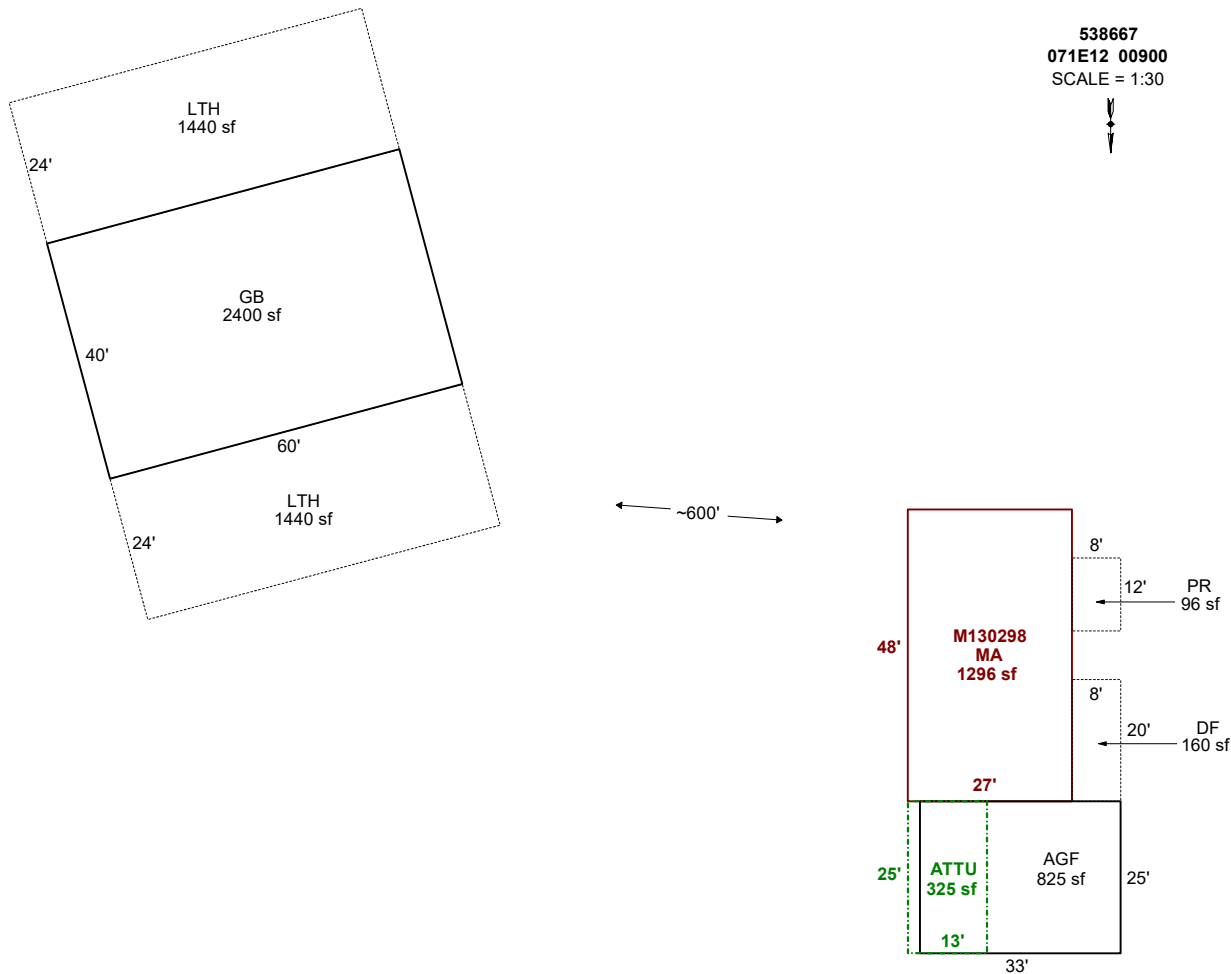 538667
071E12 00900
SCALE = 1:30
LTH
1440 sf
24'
GB
2400 sf
40'
60'
LTH
1440 sf
24'
~600'
8'
12'
PR
96 sf
48'
M130298
MA
1296 sf
8'
20'
DF
160 sf
27'
25'
ATTU
325 sf
AGF
825 sf
25'
13'
33'